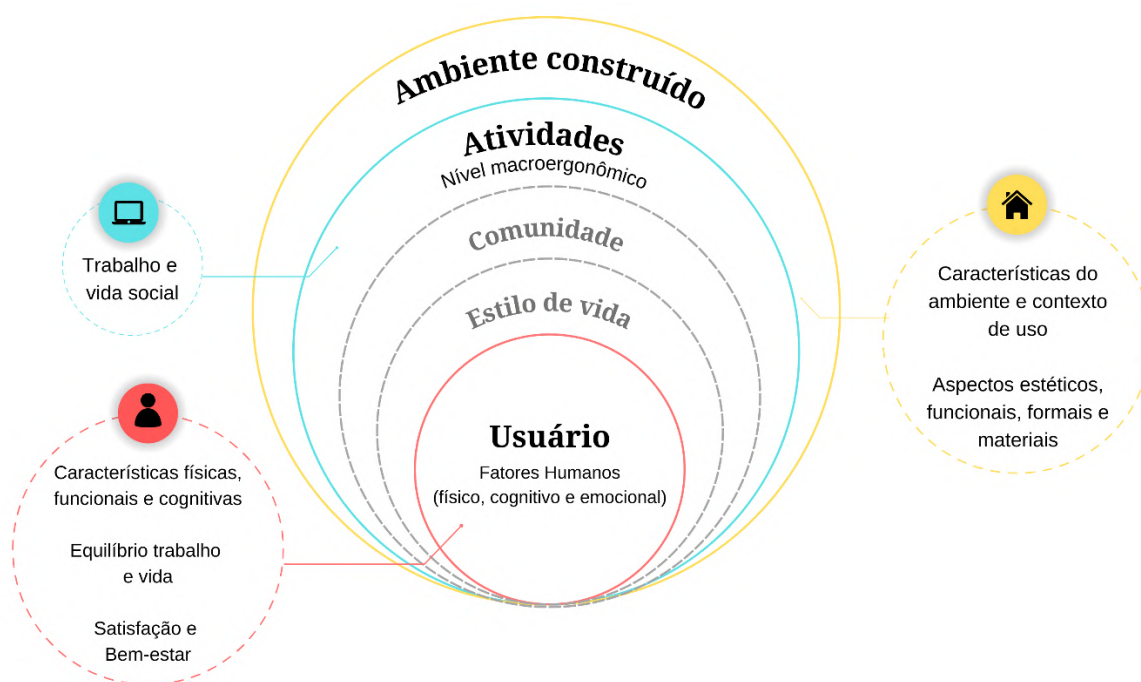 Ambiente construído
Atividades
Nível macroergonômico
Comunidade
Estilo de vida
Usuário
Fatores Humanos
(físico, cognitivo e emocional)
Trabalho e
vida social
Características físicas,
funcionais e cognitivas
Equilíbrio trabalho
e vida
Satisfação e
Bem-estar
Características do
ambiente e contexto
de uso
Aspectos estéticos,
funcionais, formais e
materiais